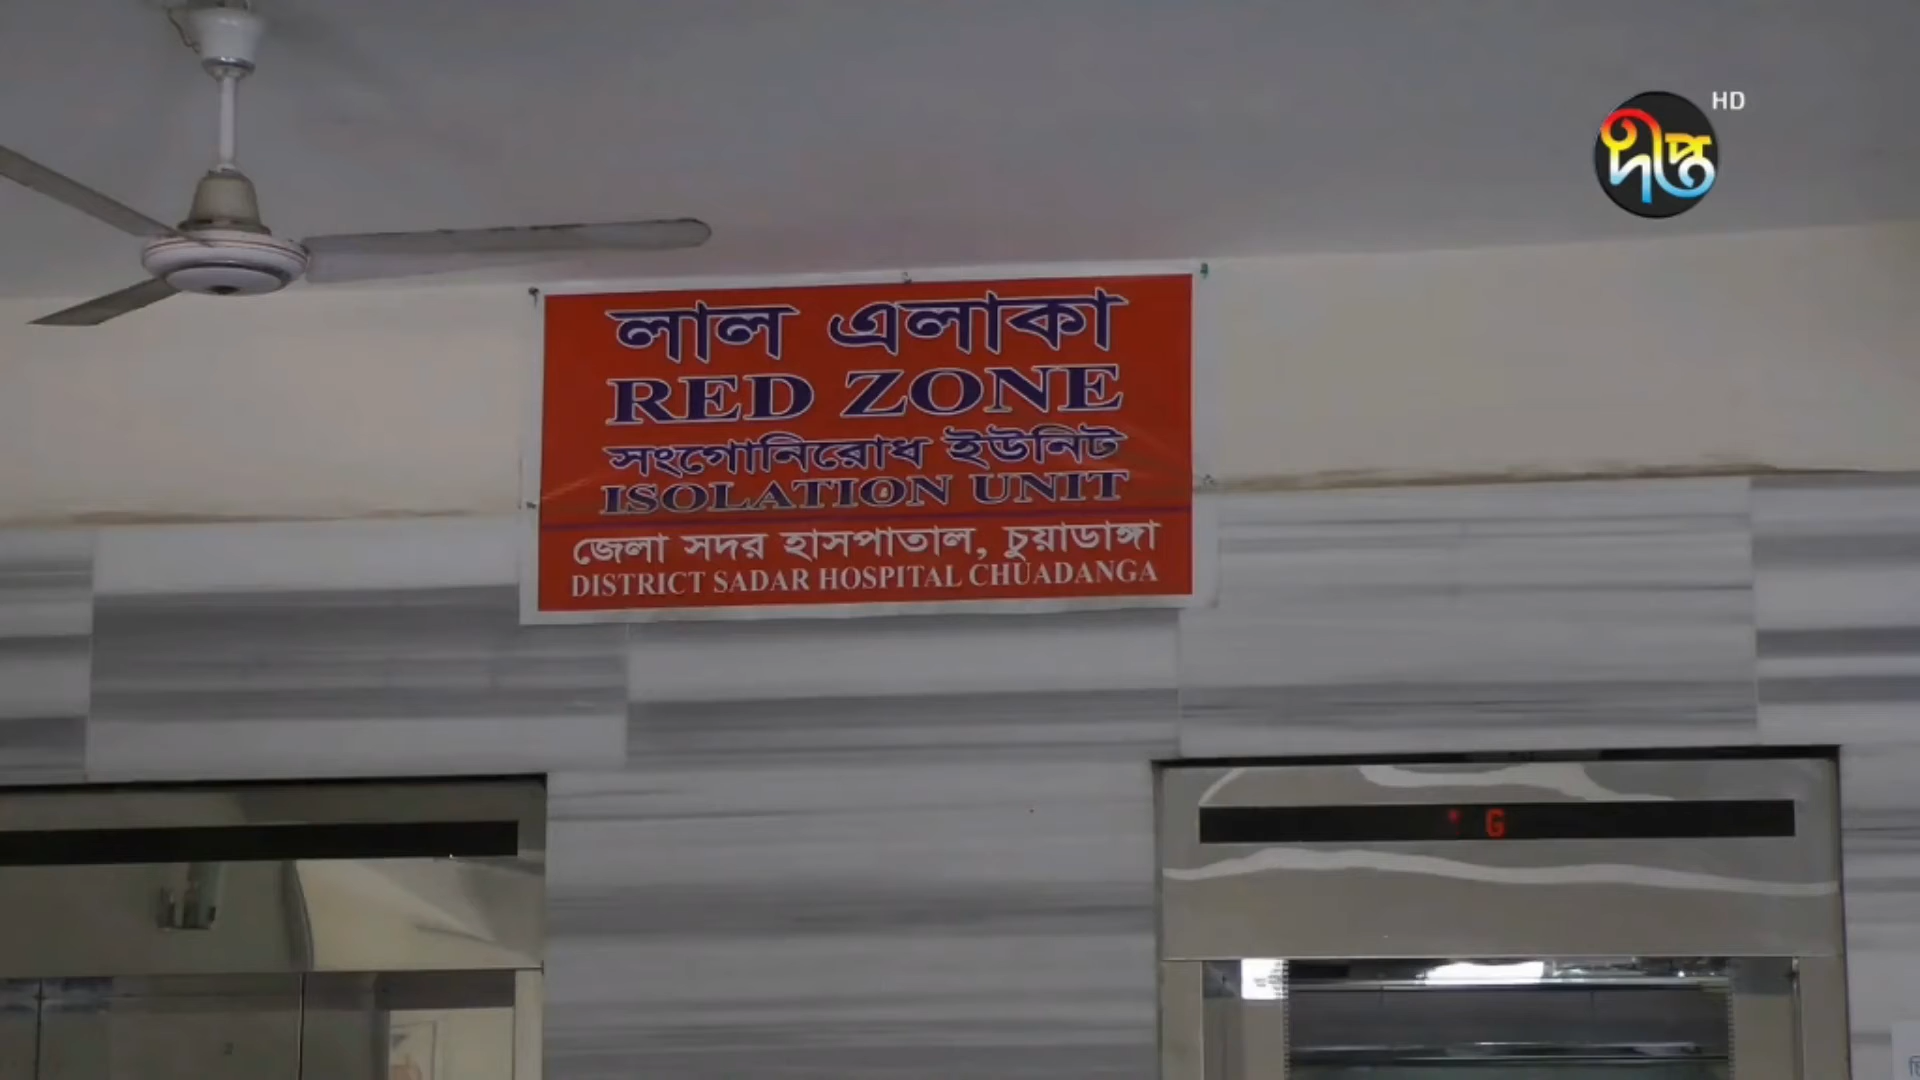 HD
দীপ্ত
লাল এলাকা
RED ZONE
সংগোনিরোধ ইউনিট
ISOLATION UNIT
জেলা সদর হাসপাতাল, চুয়াডাঙ্গা
DISTRICT SADAR HOSPITAL CHUADANGA
G